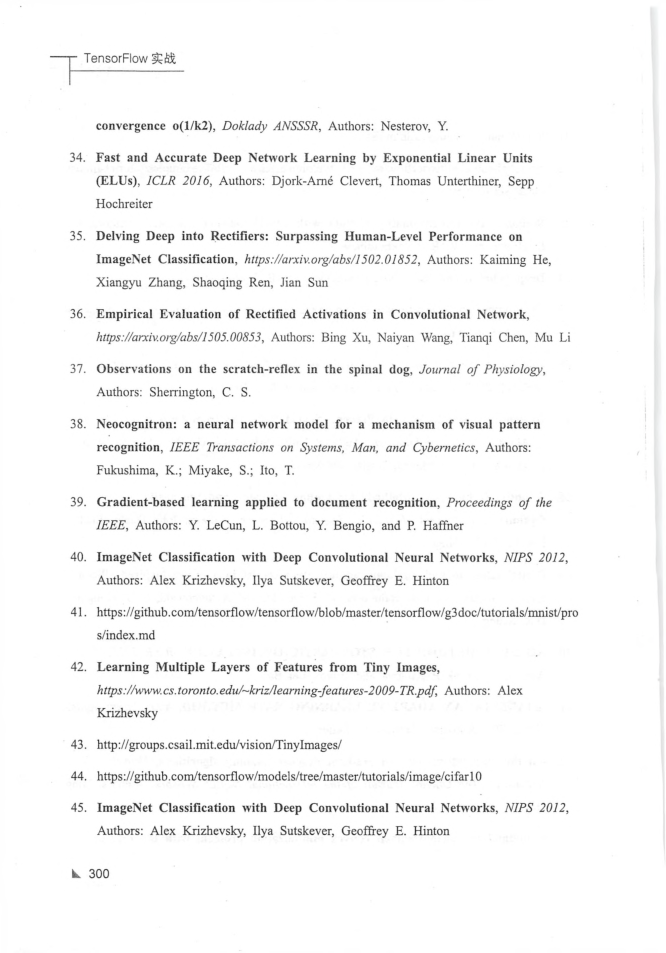 TensorFlow 实战
convergence o(1/k2), Doklady ANSSSR, Authors: Nesterov, Y.
34. Fast and Accurate Deep Network Learning by Exponential Linear Units
(ELUs), ICLR 2016, Authors: Djork-Arné Clevert, Thomas Unterthiner, Sepp
Hochreiter
35. Delving Deep into Rectifiers: Surpassing Human-Level Performance on
ImageNet Classification, https://arxiv.org/abs/1502.01852, Authors: Kaiming He,
Xiangyu Zhang, Shaoqing Ren, Jian Sun
36. Empirical Evaluation of Rectified Activations in Convolutional Network,
https://arxiv.org/abs/1505.00853, Authors: Bing Xu, Naiyan Wang, Tianqi Chen, Mu Li
37. Observations on the scratch-reflex in the spinal dog, Journal of Physiology,
Authors: Sherrington, C. S.
38. Neocognitron: a neural network model for a mechanism of visual pattern
recognition, IEEE Transactions on Systems, Man, and Cybernetics, Authors:
Fukushima, K.; Miyake, S.; Ito, T.
39. Gradient-based learning applied to document recognition, Proceedings of the
IEEE, Authors: Y. LeCun, L. Bottou, Y. Bengio, and P. Haffner
40. ImageNet Classification with Deep Convolutional Neural Networks, NIPS 2012,
Authors: Alex Krizhevsky, Ilya Sutskever, Geoffrey E. Hinton
41. https://github.com/tensorflow/tensorflow/blob/master/tensorflow/g3doc/tutorials/mnist/pro
s/index.md
42. Learning Multiple Layers of Features from Tiny Images,
https://www.cs.toronto.edu/~kriz/learning-features-2009-TR.pdf, Authors: Alex
Krizhevsky
43. http://groups.csail.mit.edu/vision/TinyImages/
44. https://github.com/tensorflow/models/tree/master/tutorials/image/cifar10
45. ImageNet Classification with Deep Convolutional Neural Networks, NIPS 2012,
Authors: Alex Krizhevsky, Ilya Sutskever, Geoffrey E. Hinton
300